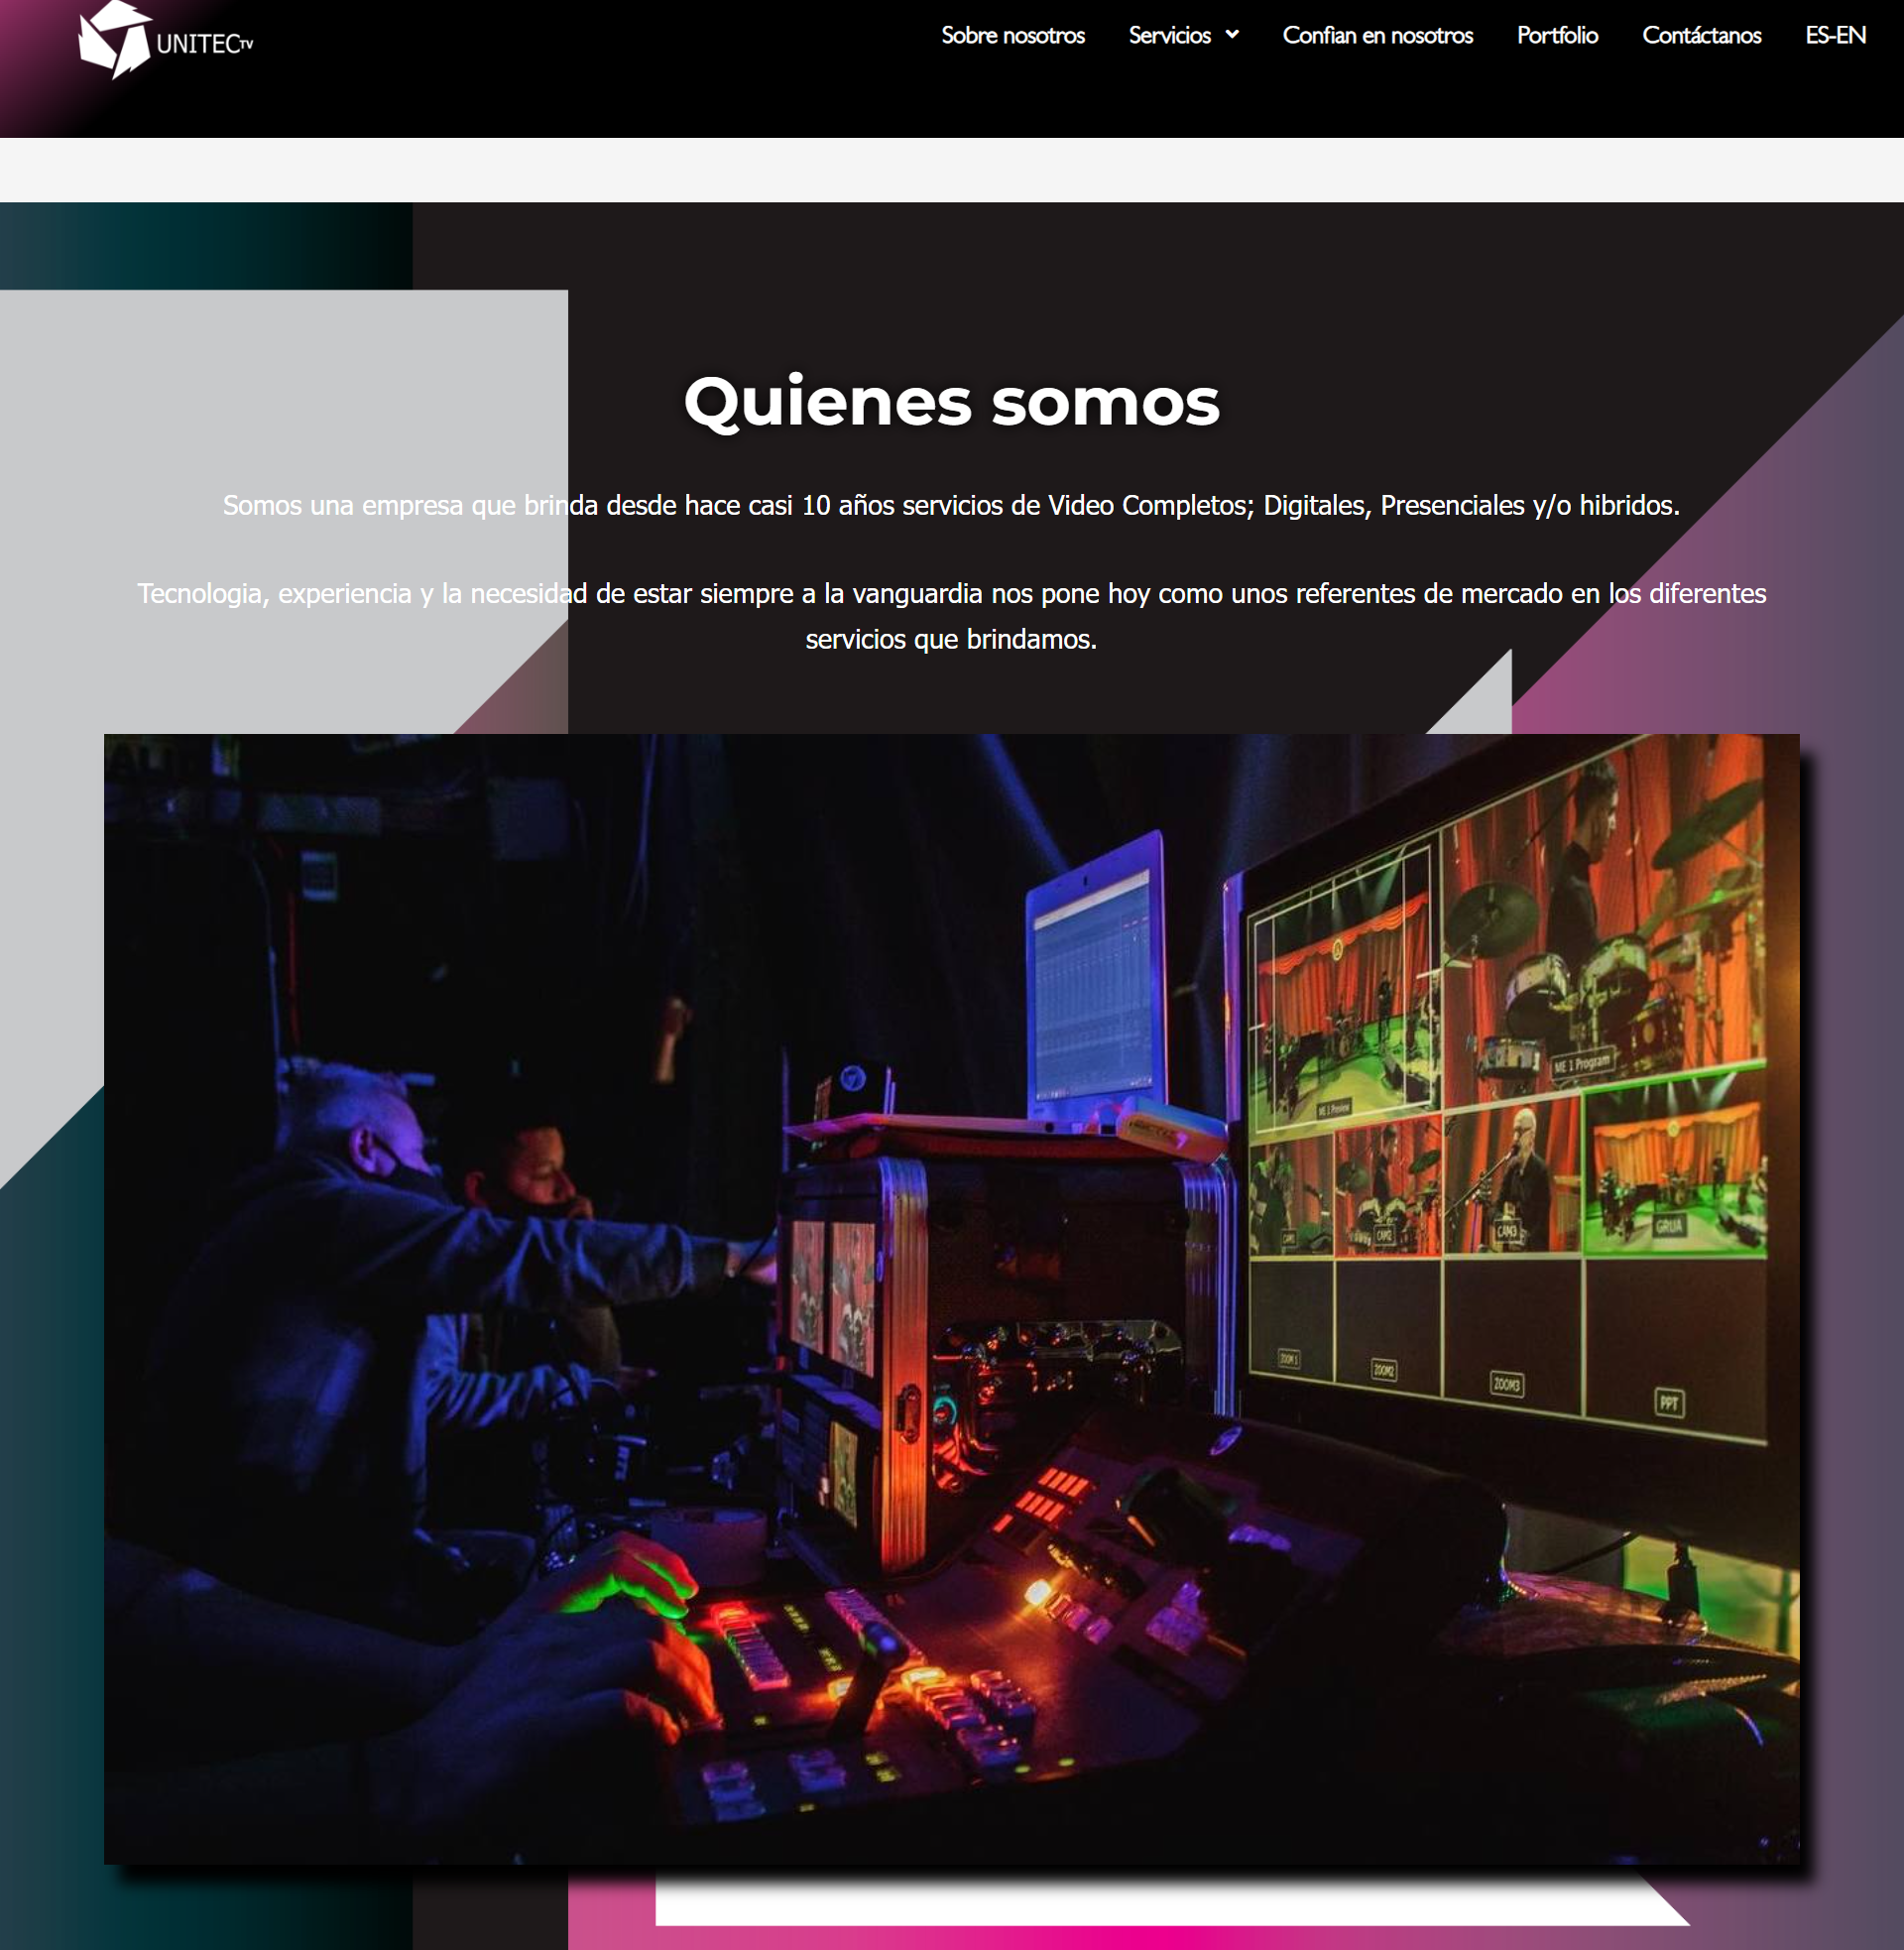 UNITECTV
Sobre nosotros Servicios Confian en nosotros Portfolio Contáctanos ES-EN
Quienes somos
Somos una empresa que brinda desde hace casi 10 años servicios de Video Completos; Digitales, Presenciales y/o hibridos.
Tecnologia, experiencia y la necesidad de estar siempre a la vanguardia nos pone hoy como unos referentes de mercado en los diferentes
servicios que brindamos.
ME 1 Program
ME 1 Preview
CAM1 CAM2 CAM3 GRUA
ZOOM 1 ZOOM2 ZOOM3 PPT